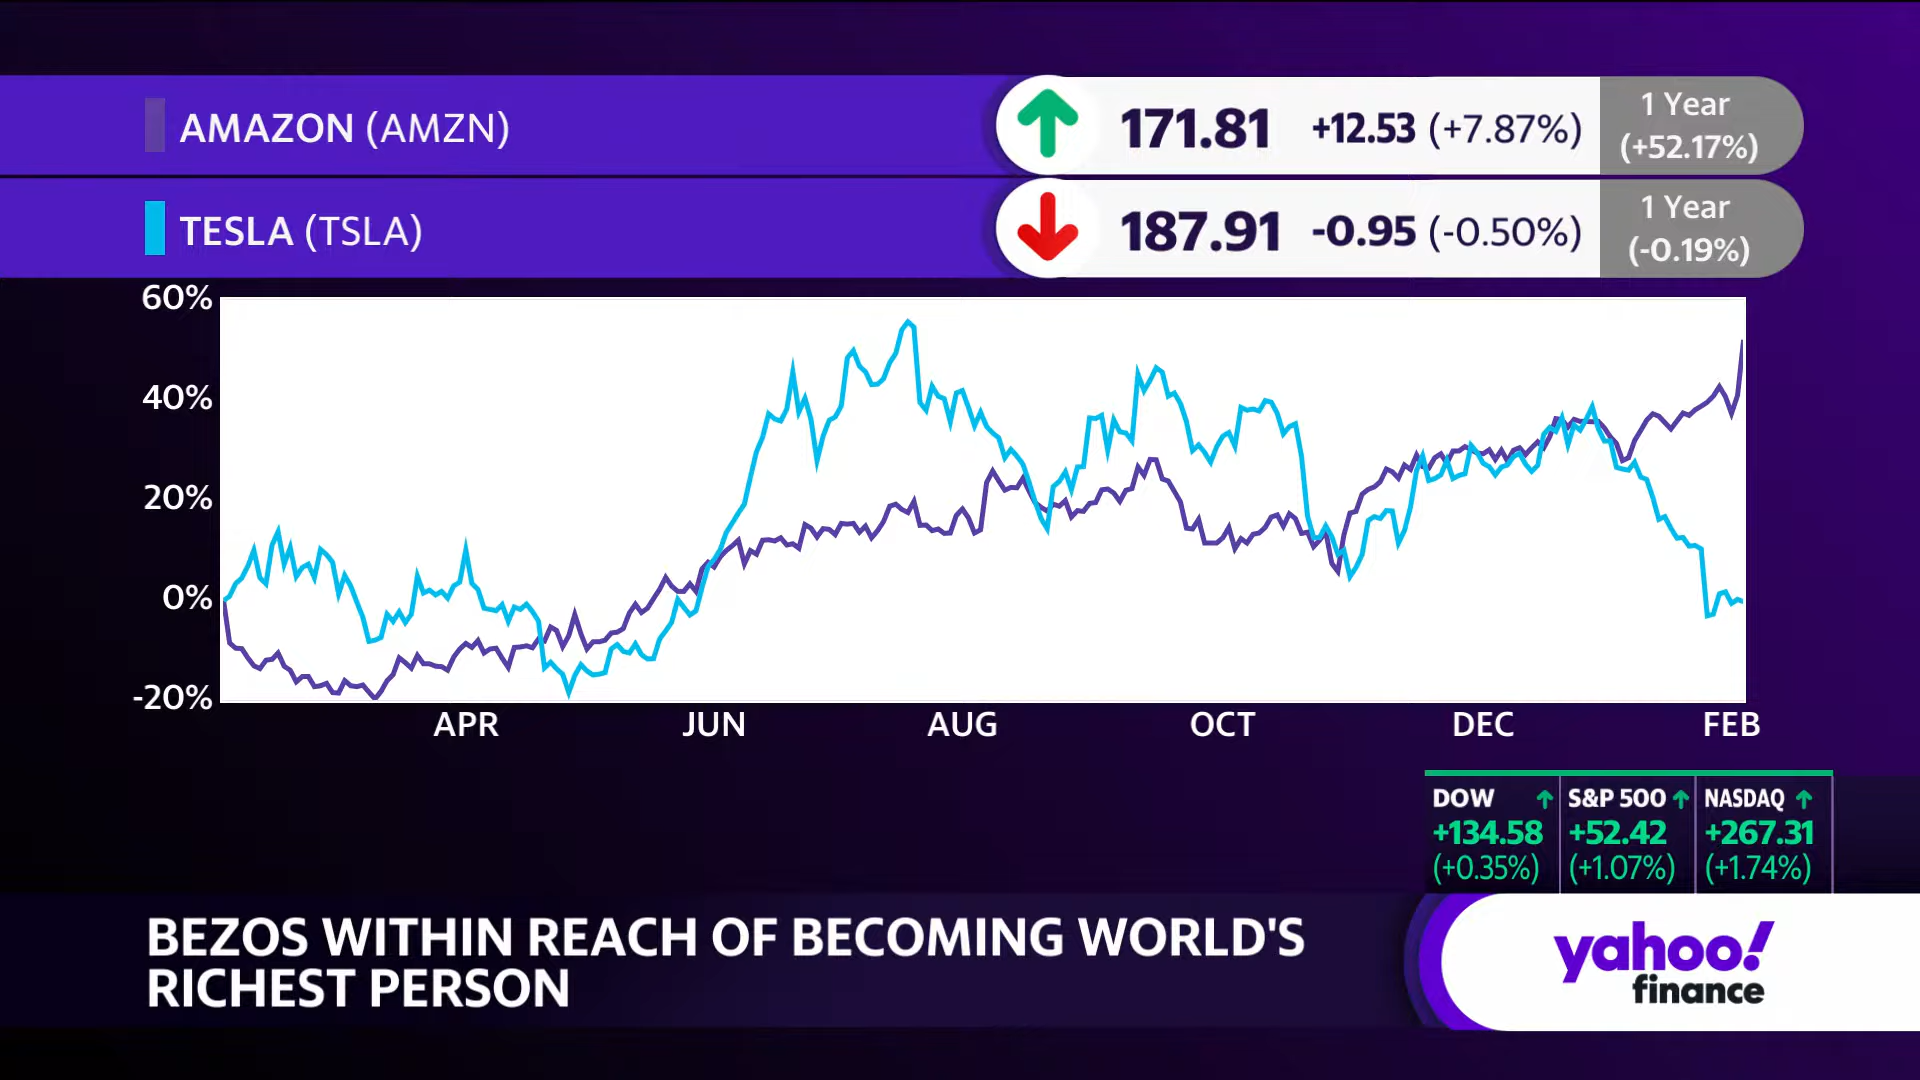 AMAZON (AMZN) 171.81 +12.53 (+7.87%) 1 Year (+52.17%)
TESLA (TSLA) 187.91 -0.95 (-0.50%) 1 Year (-0.19%)
60%
40%
20%
0%
-20%
APR JUN AUG OCT DEC FEB
DOW S&P 500 NASDAQ
+134.58 +52.42 +267.31
(+0.35%) (+1.07%) (+1.74%)
BEZOS WITHIN REACH OF BECOMING WORLD'S
RICHEST PERSON
yahoo!
finance